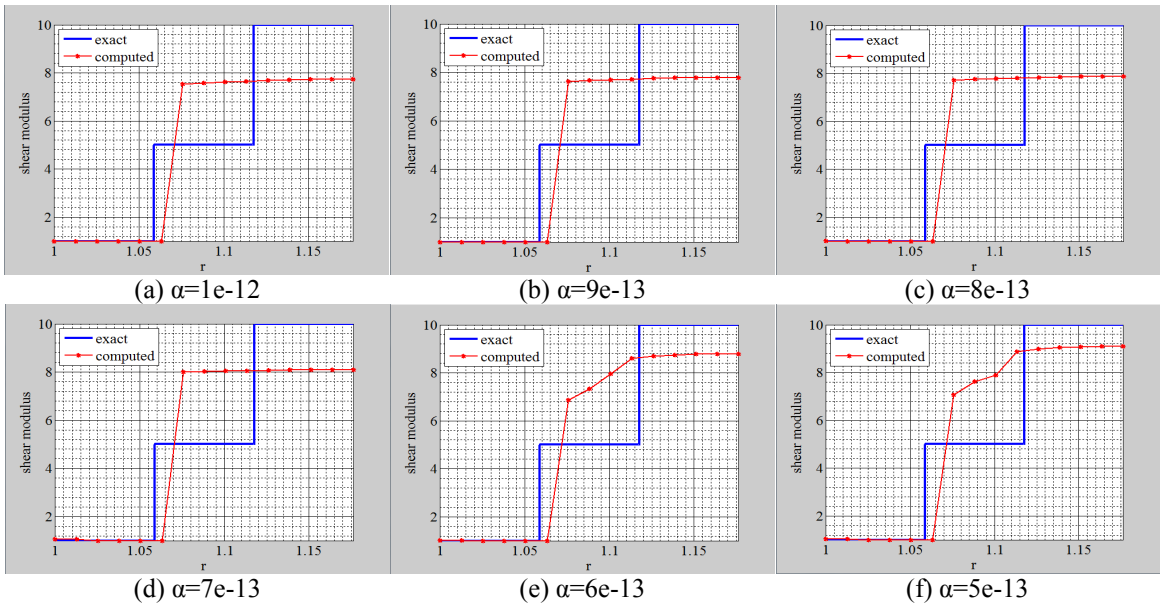 10
8
6
4
2
shear modulus
exact
computed
1
1.05
1.1
1.15
r
(a) α=1e-12
10
8
6
4
2
shear modulus
exact
computed
1
1.05
1.1
1.15
r
(b) α=9e-13
10
8
6
4
2
shear modulus
exact
computed
1
1.05
1.1
1.15
r
(c) α=8e-13
10
8
6
4
2
shear modulus
exact
computed
1
1.05
1.1
1.15
r
(d) α=7e-13
10
8
6
4
2
shear modulus
exact
computed
1
1.05
1.1
1.15
r
(e) α=6e-13
10
8
6
4
2
shear modulus
exact
computed
1
1.05
1.1
1.15
r
(f) α=5e-13